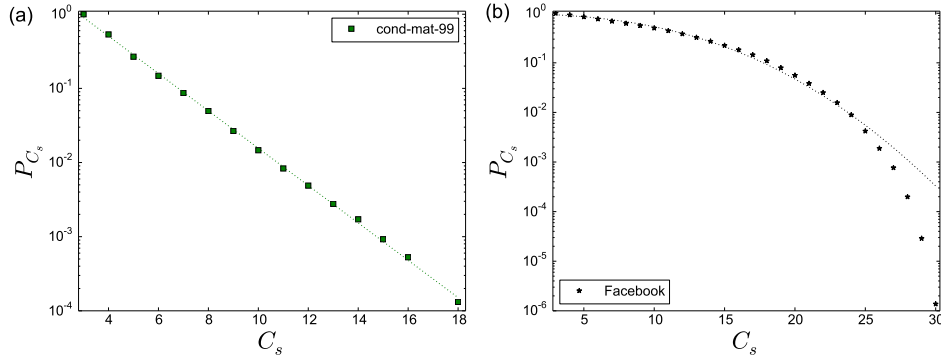 (a)
cond-mat-99
10^0
10^-1
10^-2
10^-3
10^-4
P_{C_s}
4 6 8 10 12 14 16 18
C_s
(b)
Facebook
10^0
10^-1
10^-2
10^-3
10^-4
10^-5
10^-6
P_{C_s}
5 10 15 20 25 30
C_s